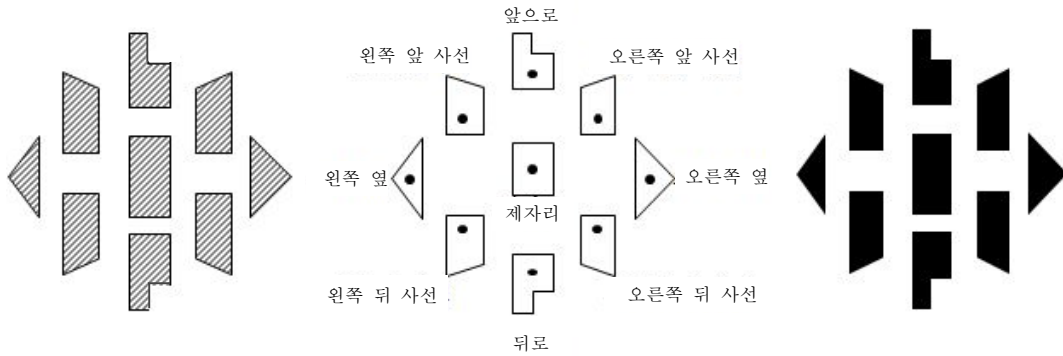 앞으로
왼쪽 앞 사선
오른쪽 앞 사선
왼쪽 옆
오른쪽 옆
제자리
왼쪽 뒤 사선
오른쪽 뒤 사선
뒤로